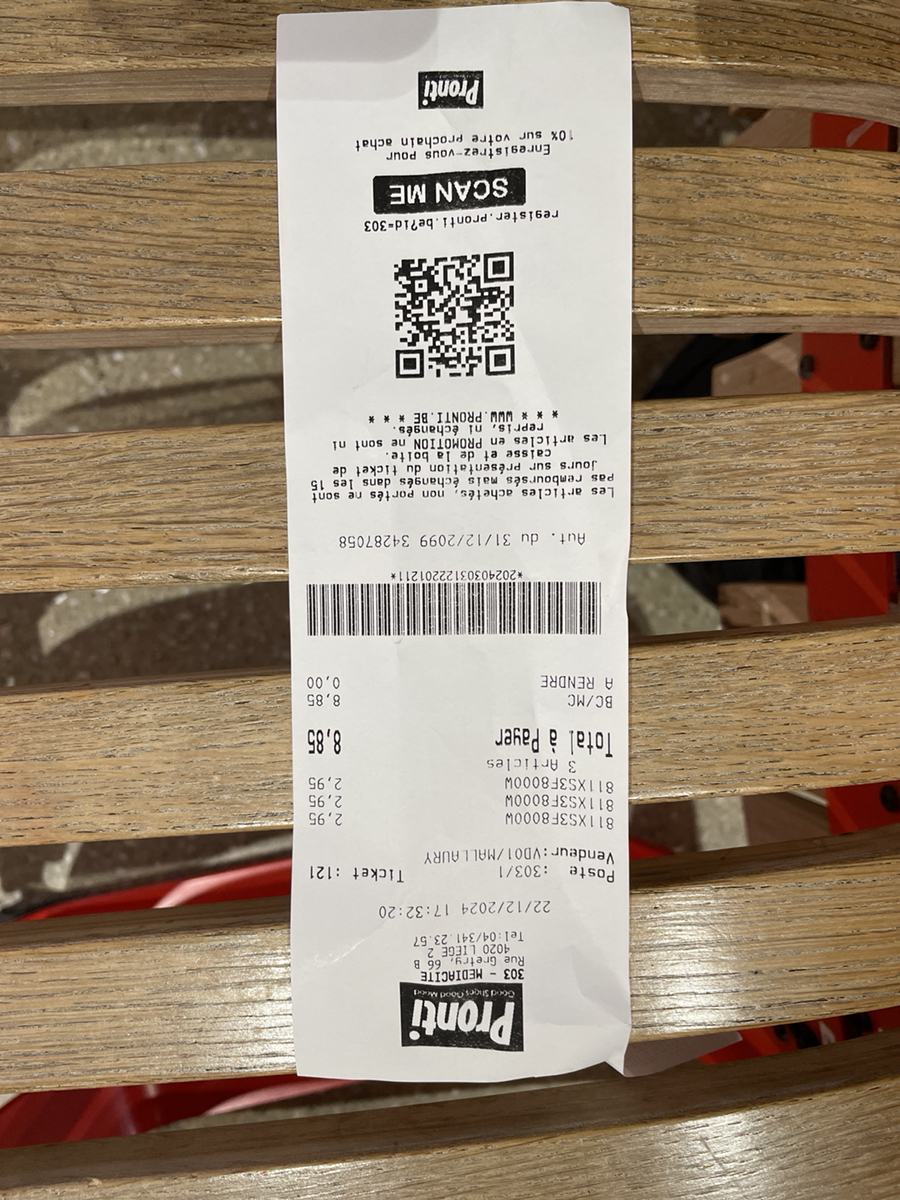 Pronti
Good Shoes Good Mood
303 - MEDIACITE
Rue Gretry, 66 B
4020 LIEGE 2
Tel:04/341.23.57
22/12/2024 17:32:20
Poste :303/1 Ticket :121
Vendeur:VD01/MALLAURY
811XS3F8000W 2,95
811XS3F8000W 2,95
811XS3F8000W 2,95
3 Articles
Total à Payer 8,85
BC/MC 8,85
A RENDRE 0,00
*2024030312220121​1*
Aut. du 31/12/2099 34287058
Les articles achetés, non portés ne sont
pas remboursés mais échangés dans les 15
jours sur présentation du ticket de
caisse et de la boite.
Les articles en PROMOTION ne sont ni
repris, ni échangés.
* * * WWW.PRONTI.BE * * *
register.pronti.be?id=303
SCAN ME
Enregistrez-vous pour
10% sur votre prochain achat
Pronti